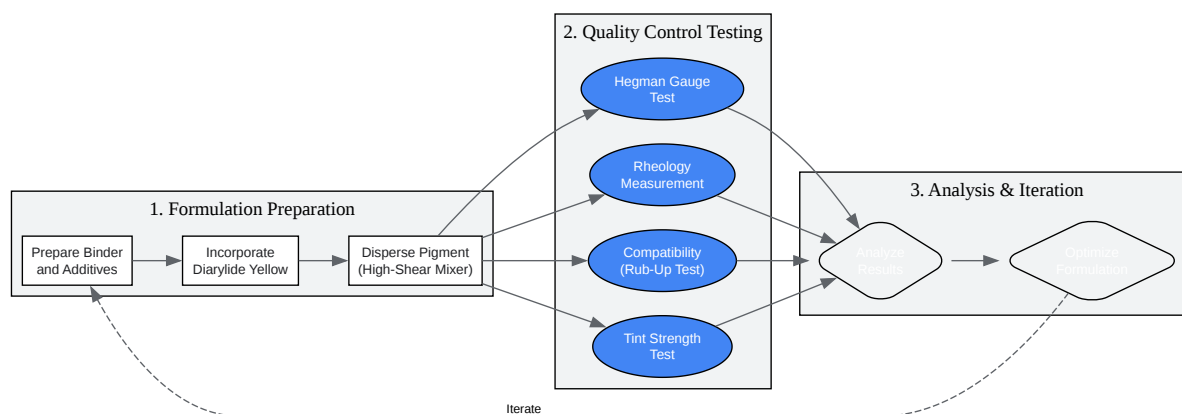 1. Formulation Preparation
Prepare Binder
and Additives
Incorporate
Diarylide Yellow
Disperse Pigment
(High-Shear Mixer)
2. Quality Control Testing
Hegman Gauge
Test
Rheology
Measurement
Compatibility
(Rub-Up Test)
Tint Strength
Test
3. Analysis & Iteration
Analyze
Results
Optimize
Formulation
Iterate